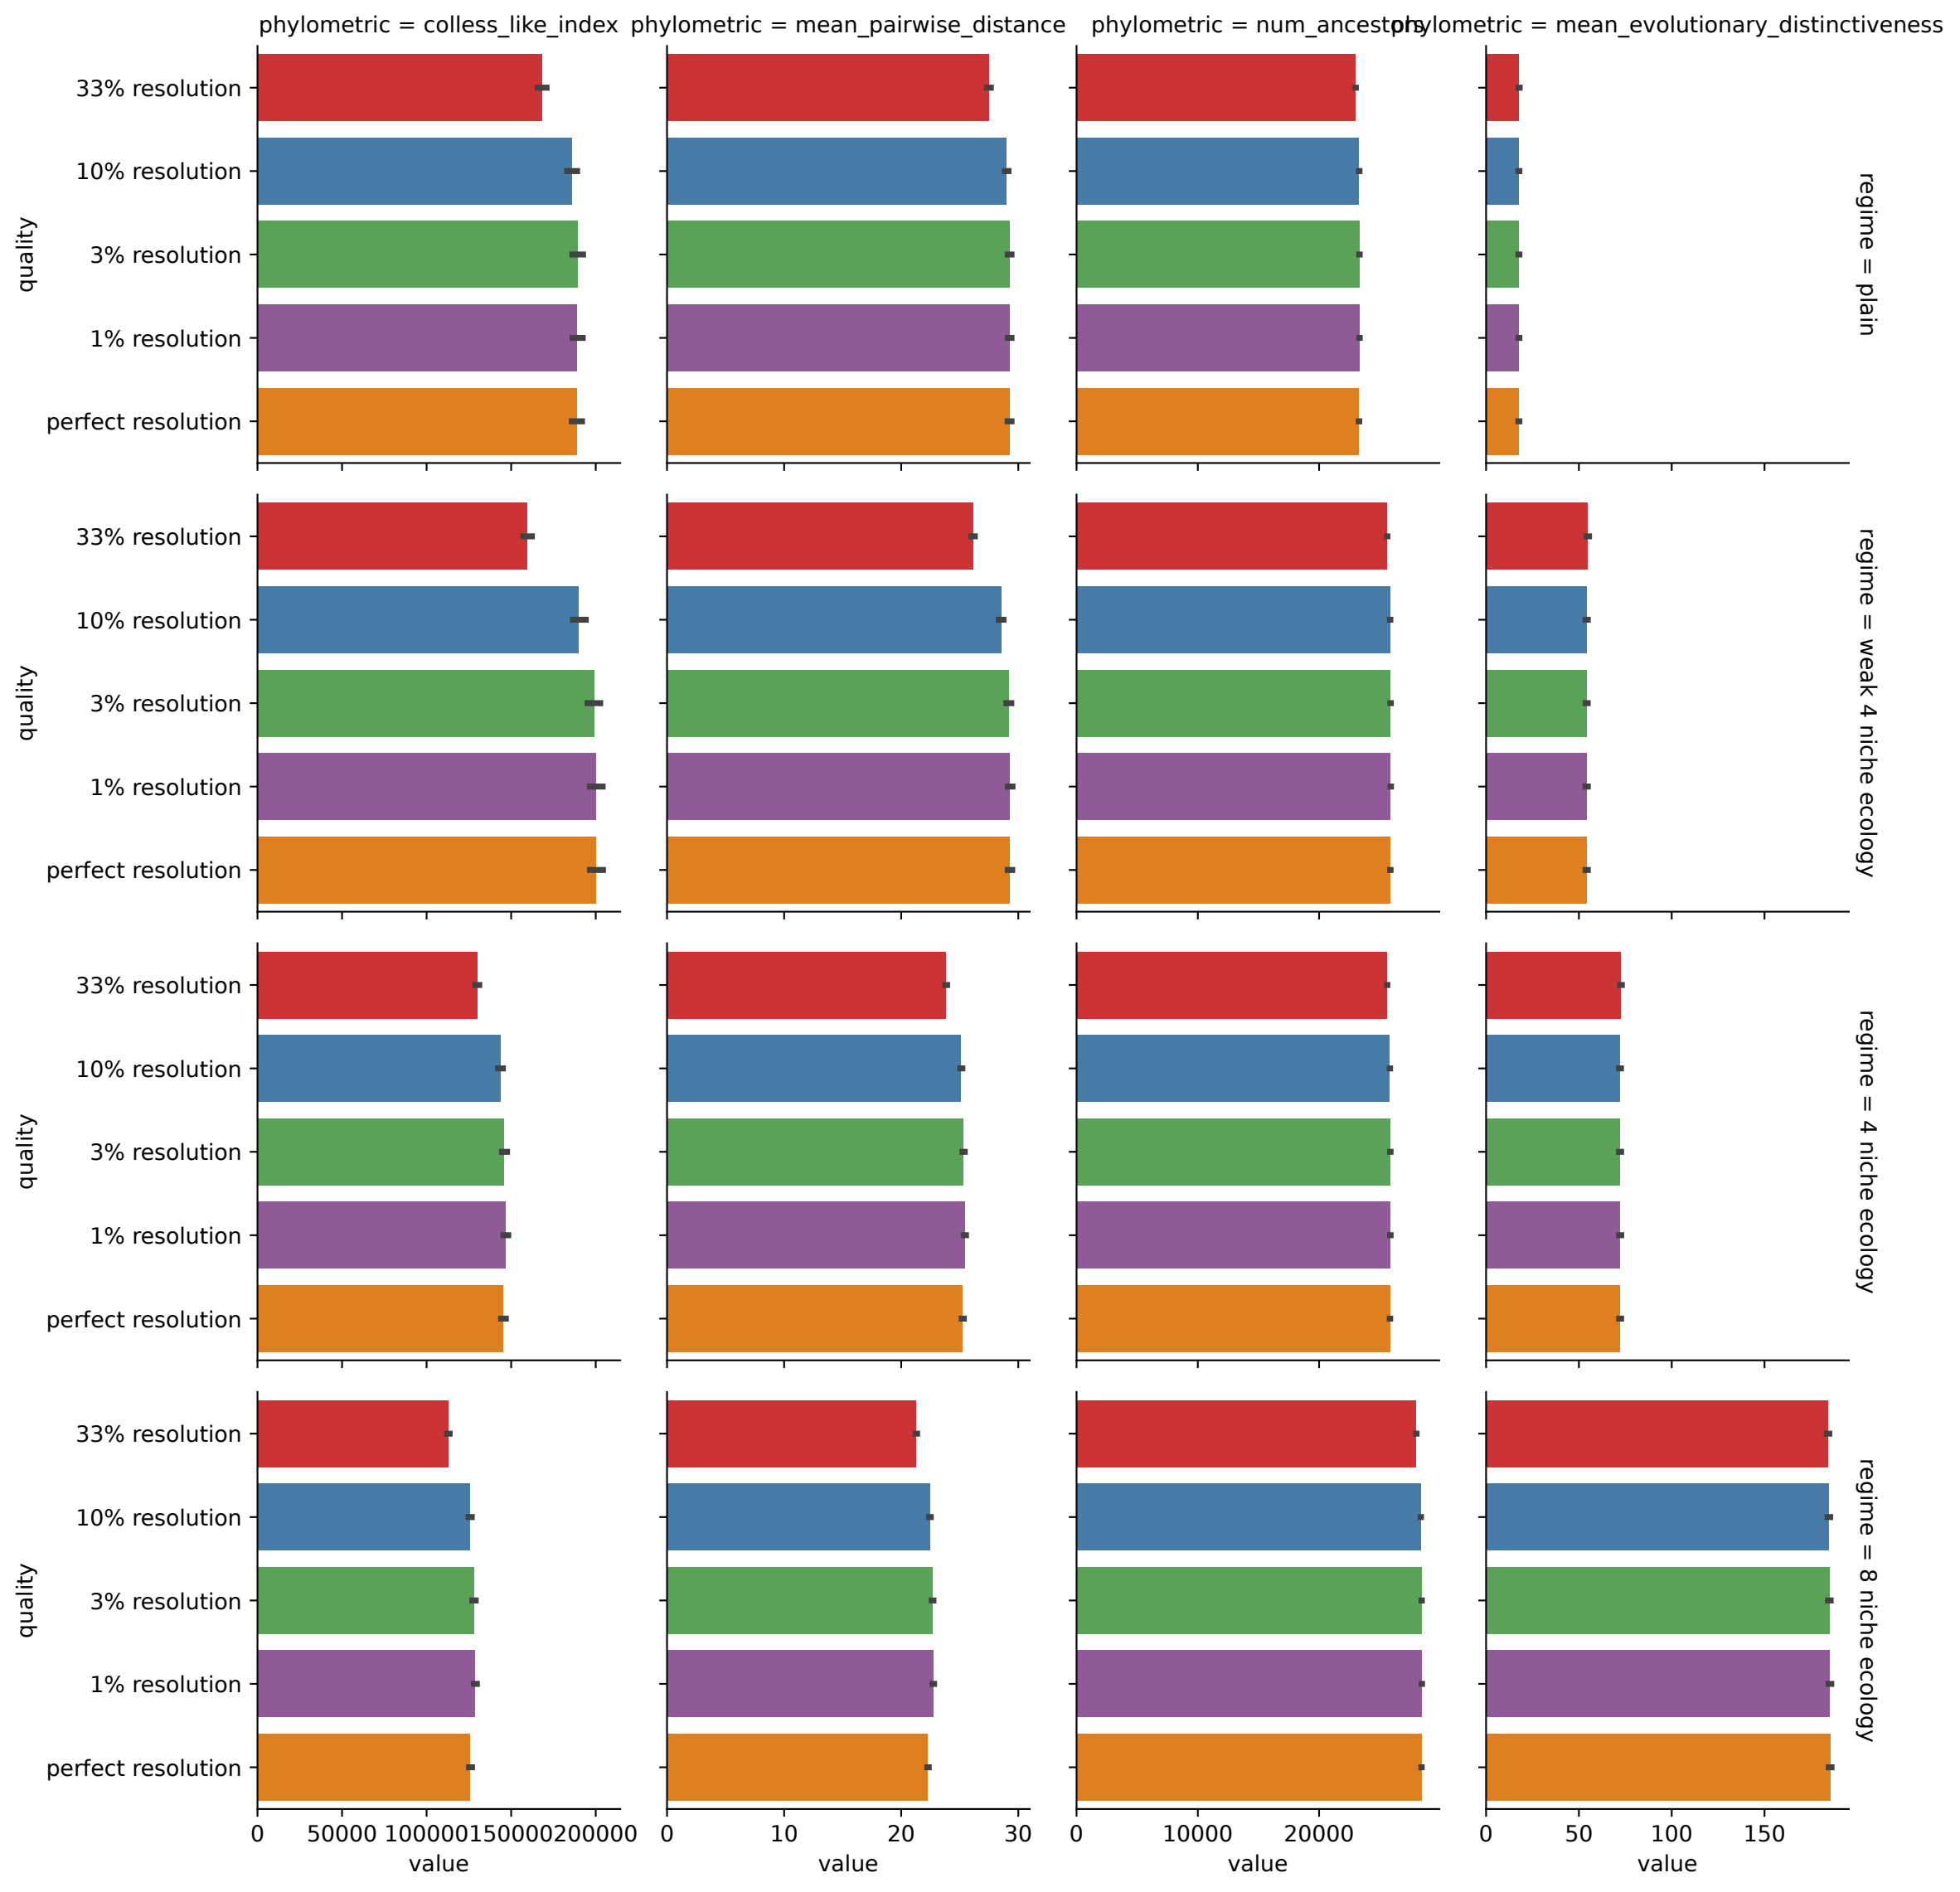 phylometric = colless_like_index
phylometric = mean_pairwise_distance
phylometric = num_ancestors
phylometric = mean_evolutionary_distinctiveness
quality
33% resolution
10% resolution
3% resolution
1% resolution
perfect resolution
regime = plain
quality
33% resolution
10% resolution
3% resolution
1% resolution
perfect resolution
regime = weak 4 niche ecology
quality
33% resolution
10% resolution
3% resolution
1% resolution
perfect resolution
regime = 4 niche ecology
quality
33% resolution
10% resolution
3% resolution
1% resolution
perfect resolution
regime = 8 niche ecology
0 50000 100000 150000 200000
value
0 10 20 30
value
0 10000 20000
value
0 50 100 150
value